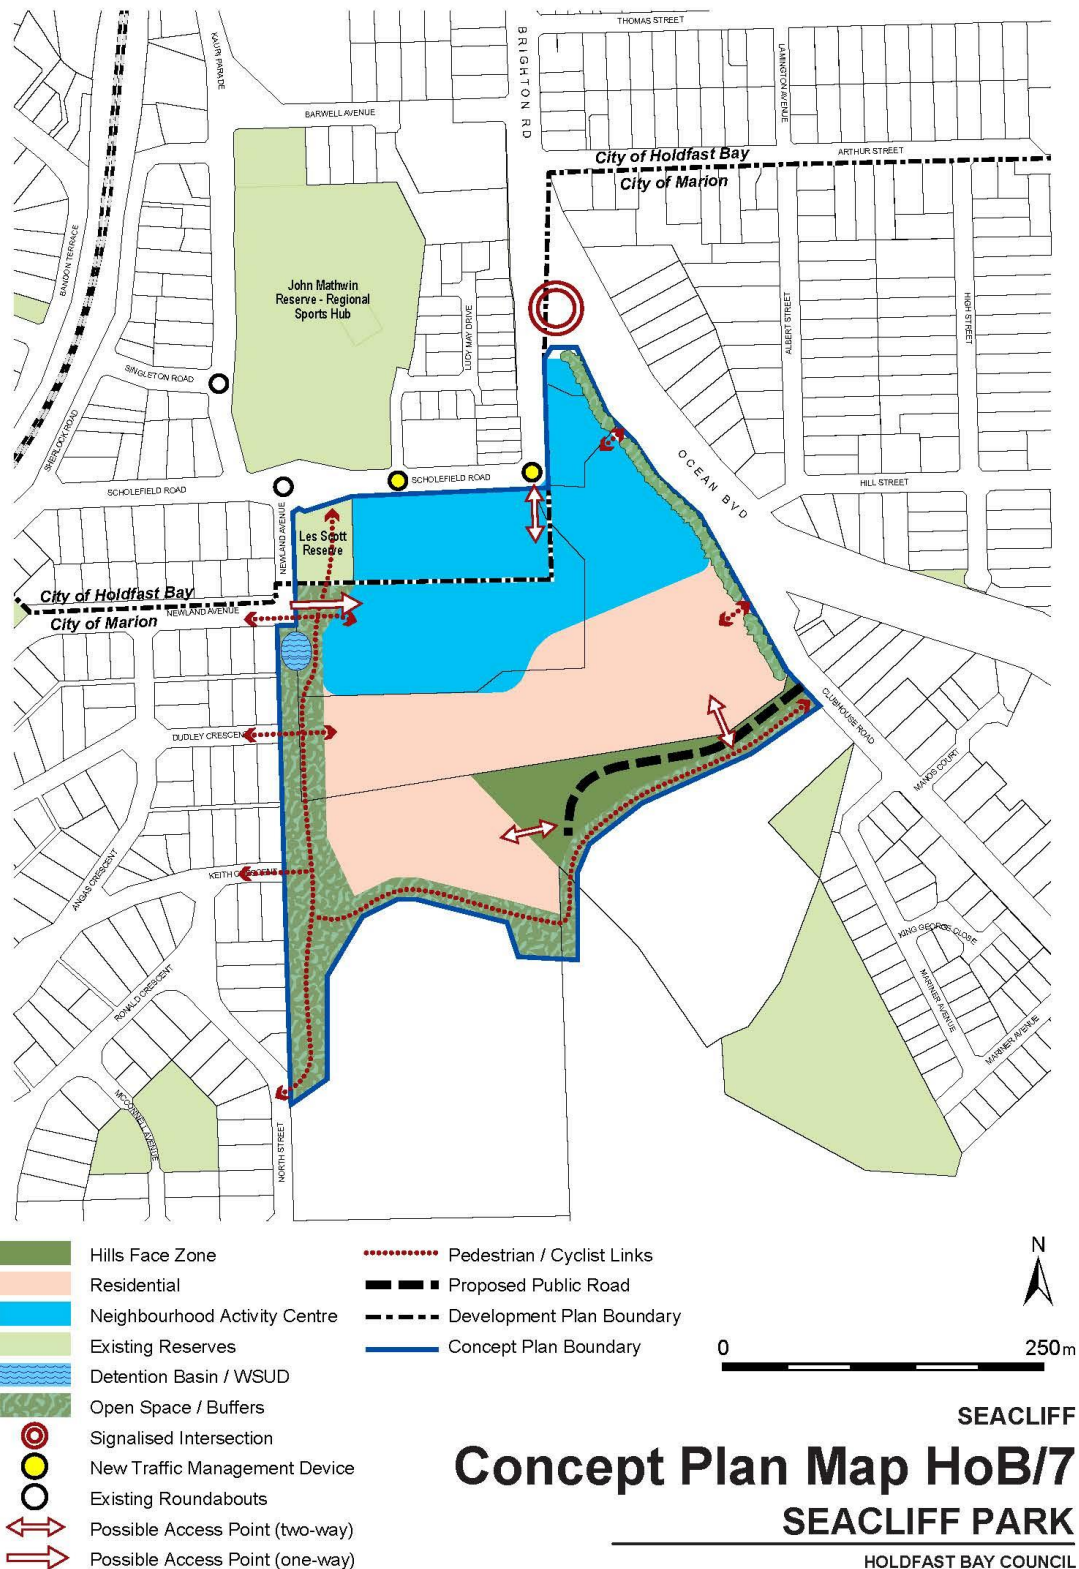 THOMAS STREET
KAURI PARADE
BRIGHTON RD
LAMINGTON AVENUE
BARWELL AVENUE
ARTHUR STREET
City of Holdfast Bay
City of Marion
BANDON TERRACE
John Mathwin
Reserve - Regional
Sports Hub
LUCY MAY DRIVE
ALBERT STREET
HIGH STREET
SINGLETON ROAD
SHERLOCK ROAD
OCEAN BVD
SCHOLEFIELD ROAD
SCHOLEFIELD ROAD
HILL STREET
NEWLAND AVENUE
Les Scott
Reserve
City of Holdfast Bay
NEWLAND AVENUE
City of Marion
CLUBHOUSE ROAD
DUDLEY CRESCENT
MANOS COURT
ANGAS CRESCENT
KEITH CRESCENT
KING GEORGE CLOSE
RONALD CRESCENT
MARINER AVENUE
MARINER AVENUE
MCCONNELL AVENUE
NORTH STREET
Hills Face Zone
Residential
Neighbourhood Activity Centre
Existing Reserves
Detention Basin / WSUD
Open Space / Buffers
Signalised Intersection
New Traffic Management Device
Existing Roundabouts
Possible Access Point (two-way)
Possible Access Point (one-way)
Pedestrian / Cyclist Links
Proposed Public Road
Development Plan Boundary
Concept Plan Boundary
N
0 250m
SEACLIFF
Concept Plan Map HoB/7
SEACLIFF PARK
HOLDFAST BAY COUNCIL